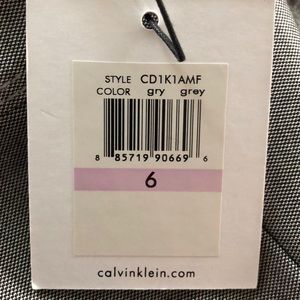 STYLE CD1K1AMF
COLOR gry grey
8 85719 90669 6
6
calvinklein.com